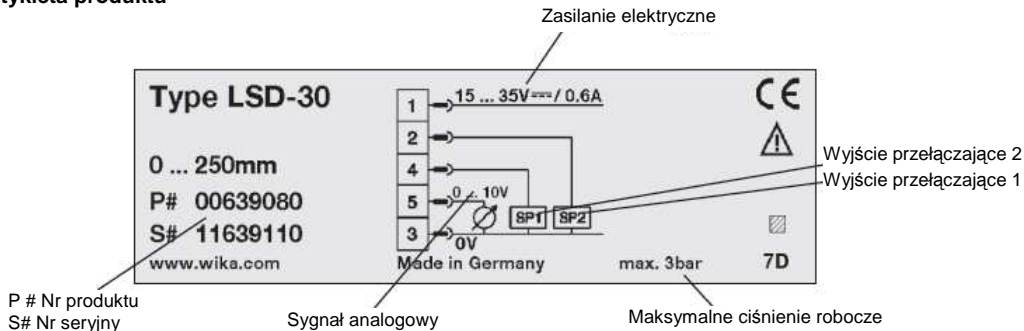 Zasilanie elektryczne
Type LSD-30
1
15 ... 35V⎓/ 0.6A
CE
2
0 ... 250mm
4
Wyjście przełączające 2
Wyjście przełączające 1
P# 00639080
5
0 ... 10V
SP1
SP2
S# 11639110
3
0V
www.wika.com
Made in Germany
max. 3bar
7D
P # Nr produktu
S# Nr seryjny
Sygnał analogowy
Maksymalne ciśnienie robocze